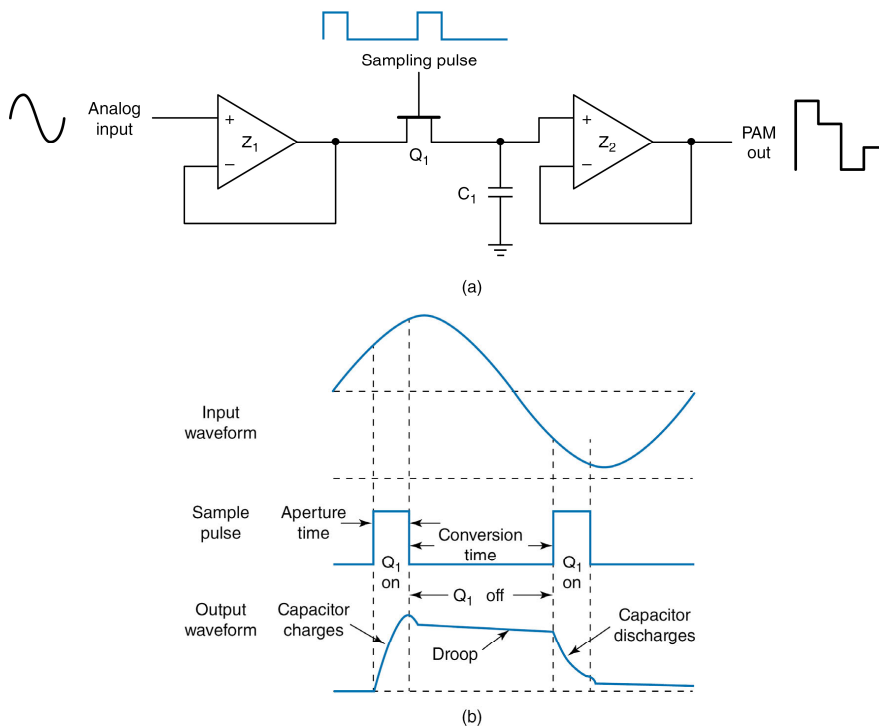 Sampling pulse
Analog
input
+
−
Z1
Q1
C1
+
−
Z2
PAM
out
(a)
Input
waveform
Sample
pulse
Aperture
time
Conversion
time
Q1
on
Q1
on
Q1 off
Output
waveform
Capacitor
charges
Droop
Capacitor
discharges
(b)